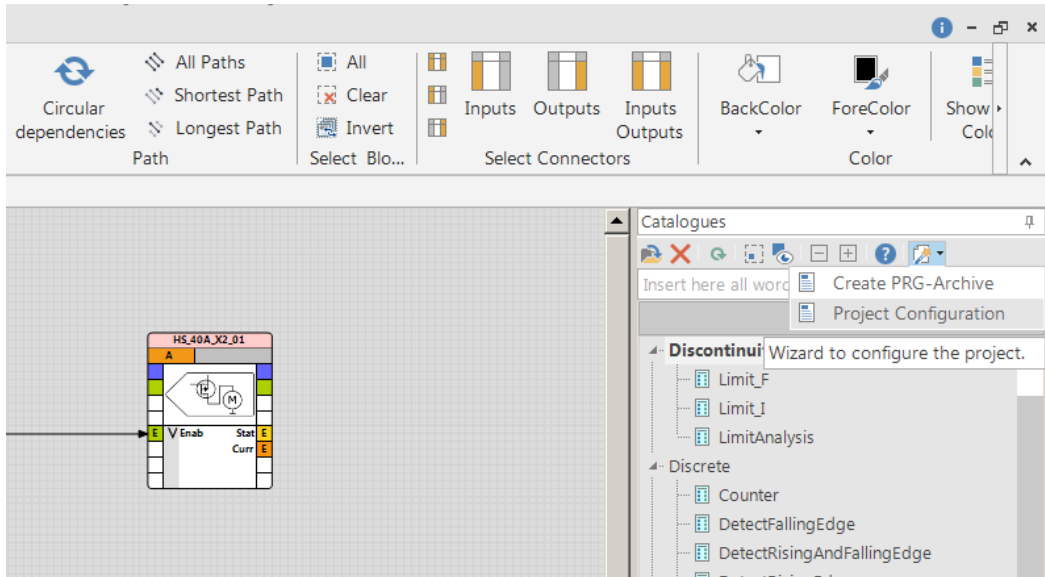 All Paths
Shortest Path
Longest Path
Circular
dependencies
Path
All
Clear
Invert
Select Blo...
Inputs
Outputs
Inputs
Outputs
Select Connectors
BackColor
ForeColor
Show
Color
Catalogues
Insert here all
Create PRG-Archive
Project Configuration
Wizard to configure the project.
Limit_F
Limit_I
LimitAnalysis
Discrete
Counter
DetectFallingEdge
DetectRisingAndFallingEdge
HS_40A_X2_01
A
M
E V Enab Stat E
Curr E